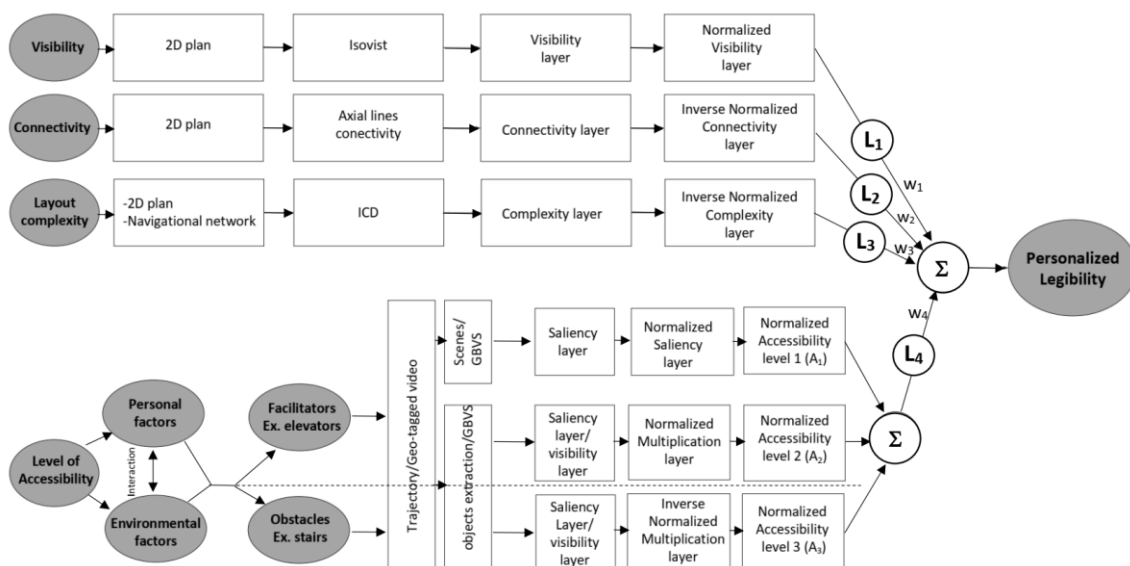 Visibility
2D plan
Isovist
Visibility
layer
Normalized
Visibility
layer
Connectivity
2D plan
Axial lines
conectivity
Connectivity layer
Inverse Normalized
Connectivity
layer
Layout
complexity
-2D plan
-Navigational network
ICD
Complexity layer
Inverse Normalized
Complexity
layer
L₁
L₂
L₃
w₁
w₂
w₃
Σ
Personalized
Legibility
w₄
L₄
Level of
Accessibility
Personal
factors
Interaction
Environmental
factors
Facilitators
Ex. elevators
Obstacles
Ex. stairs
Trajectory/Geo-tagged video
Scenes/
GBVS
Saliency
layer
Normalized
Saliency
layer
Normalized
Accessibility
level 1 (A₁)
objects extraction/GBVS
Saliency
layer/
visibility
layer
Normalized
Multiplication
layer
Normalized
Accessibility
level 2 (A₂)
Saliency
Layer/
visibility
layer
Inverse
Normalized
Multiplication
layer
Normalized
Accessibility
level 3 (A₃)
Σ